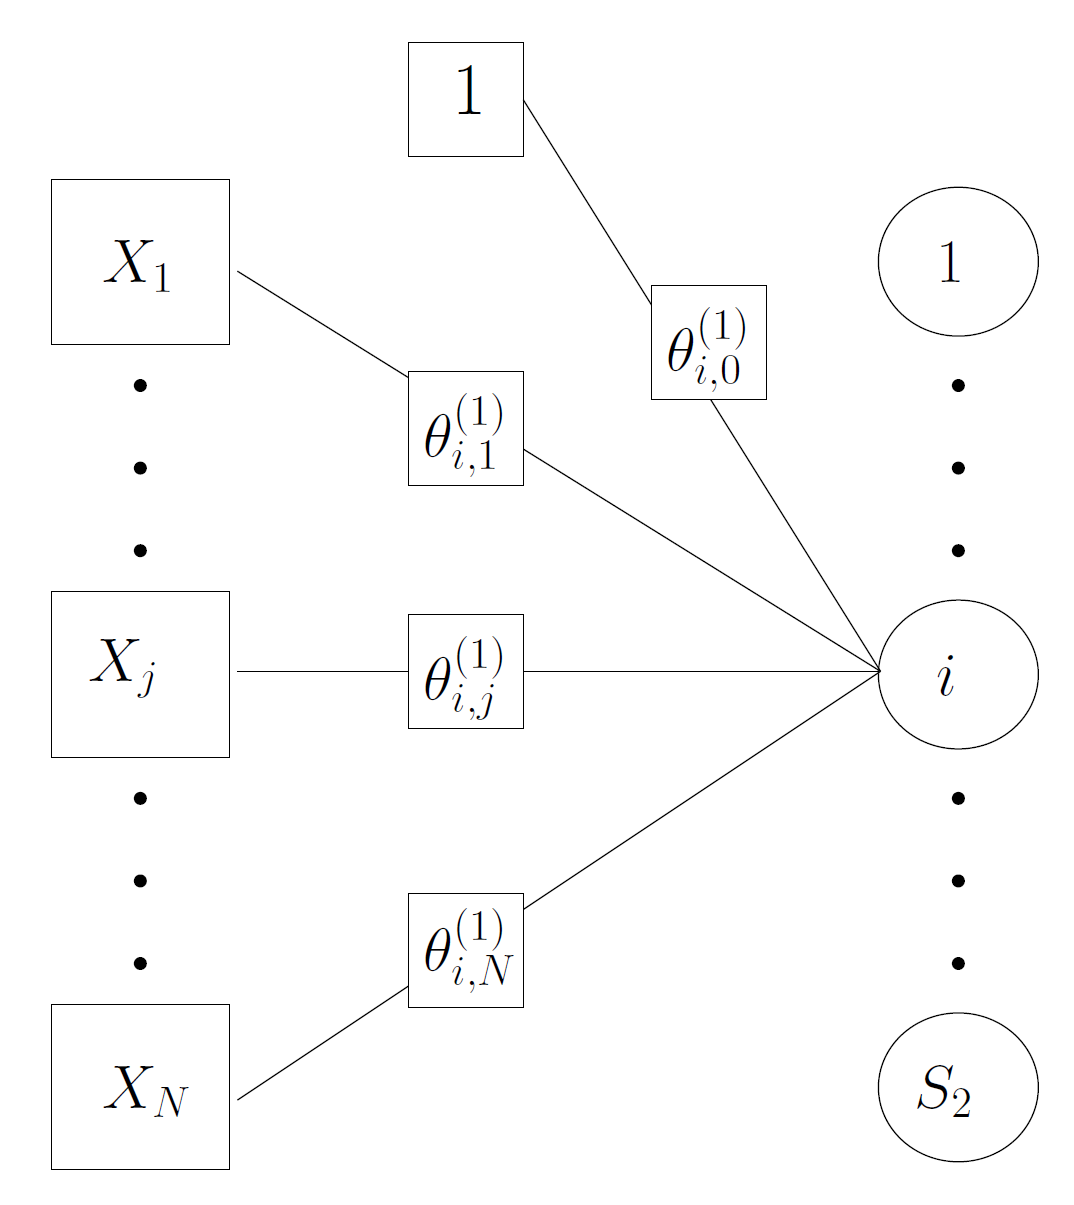 1
X_1
1
θ_{i,0}^{(1)}
θ_{i,1}^{(1)}
X_j
θ_{i,j}^{(1)}
i
θ_{i,N}^{(1)}
X_N
S_2